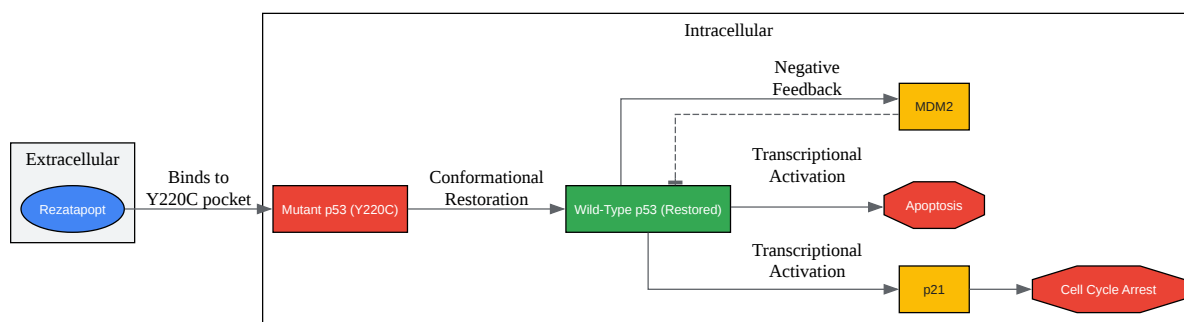 Intracellular
Negative
Feedback
MDM2
Extracellular
Rezatapopt
Binds to
Y220C pocket
Mutant p53 (Y220C)
Conformational
Restoration
Wild-Type p53 (Restored)
Transcriptional
Activation
Apoptosis
Transcriptional
Activation
p21
Cell Cycle Arrest